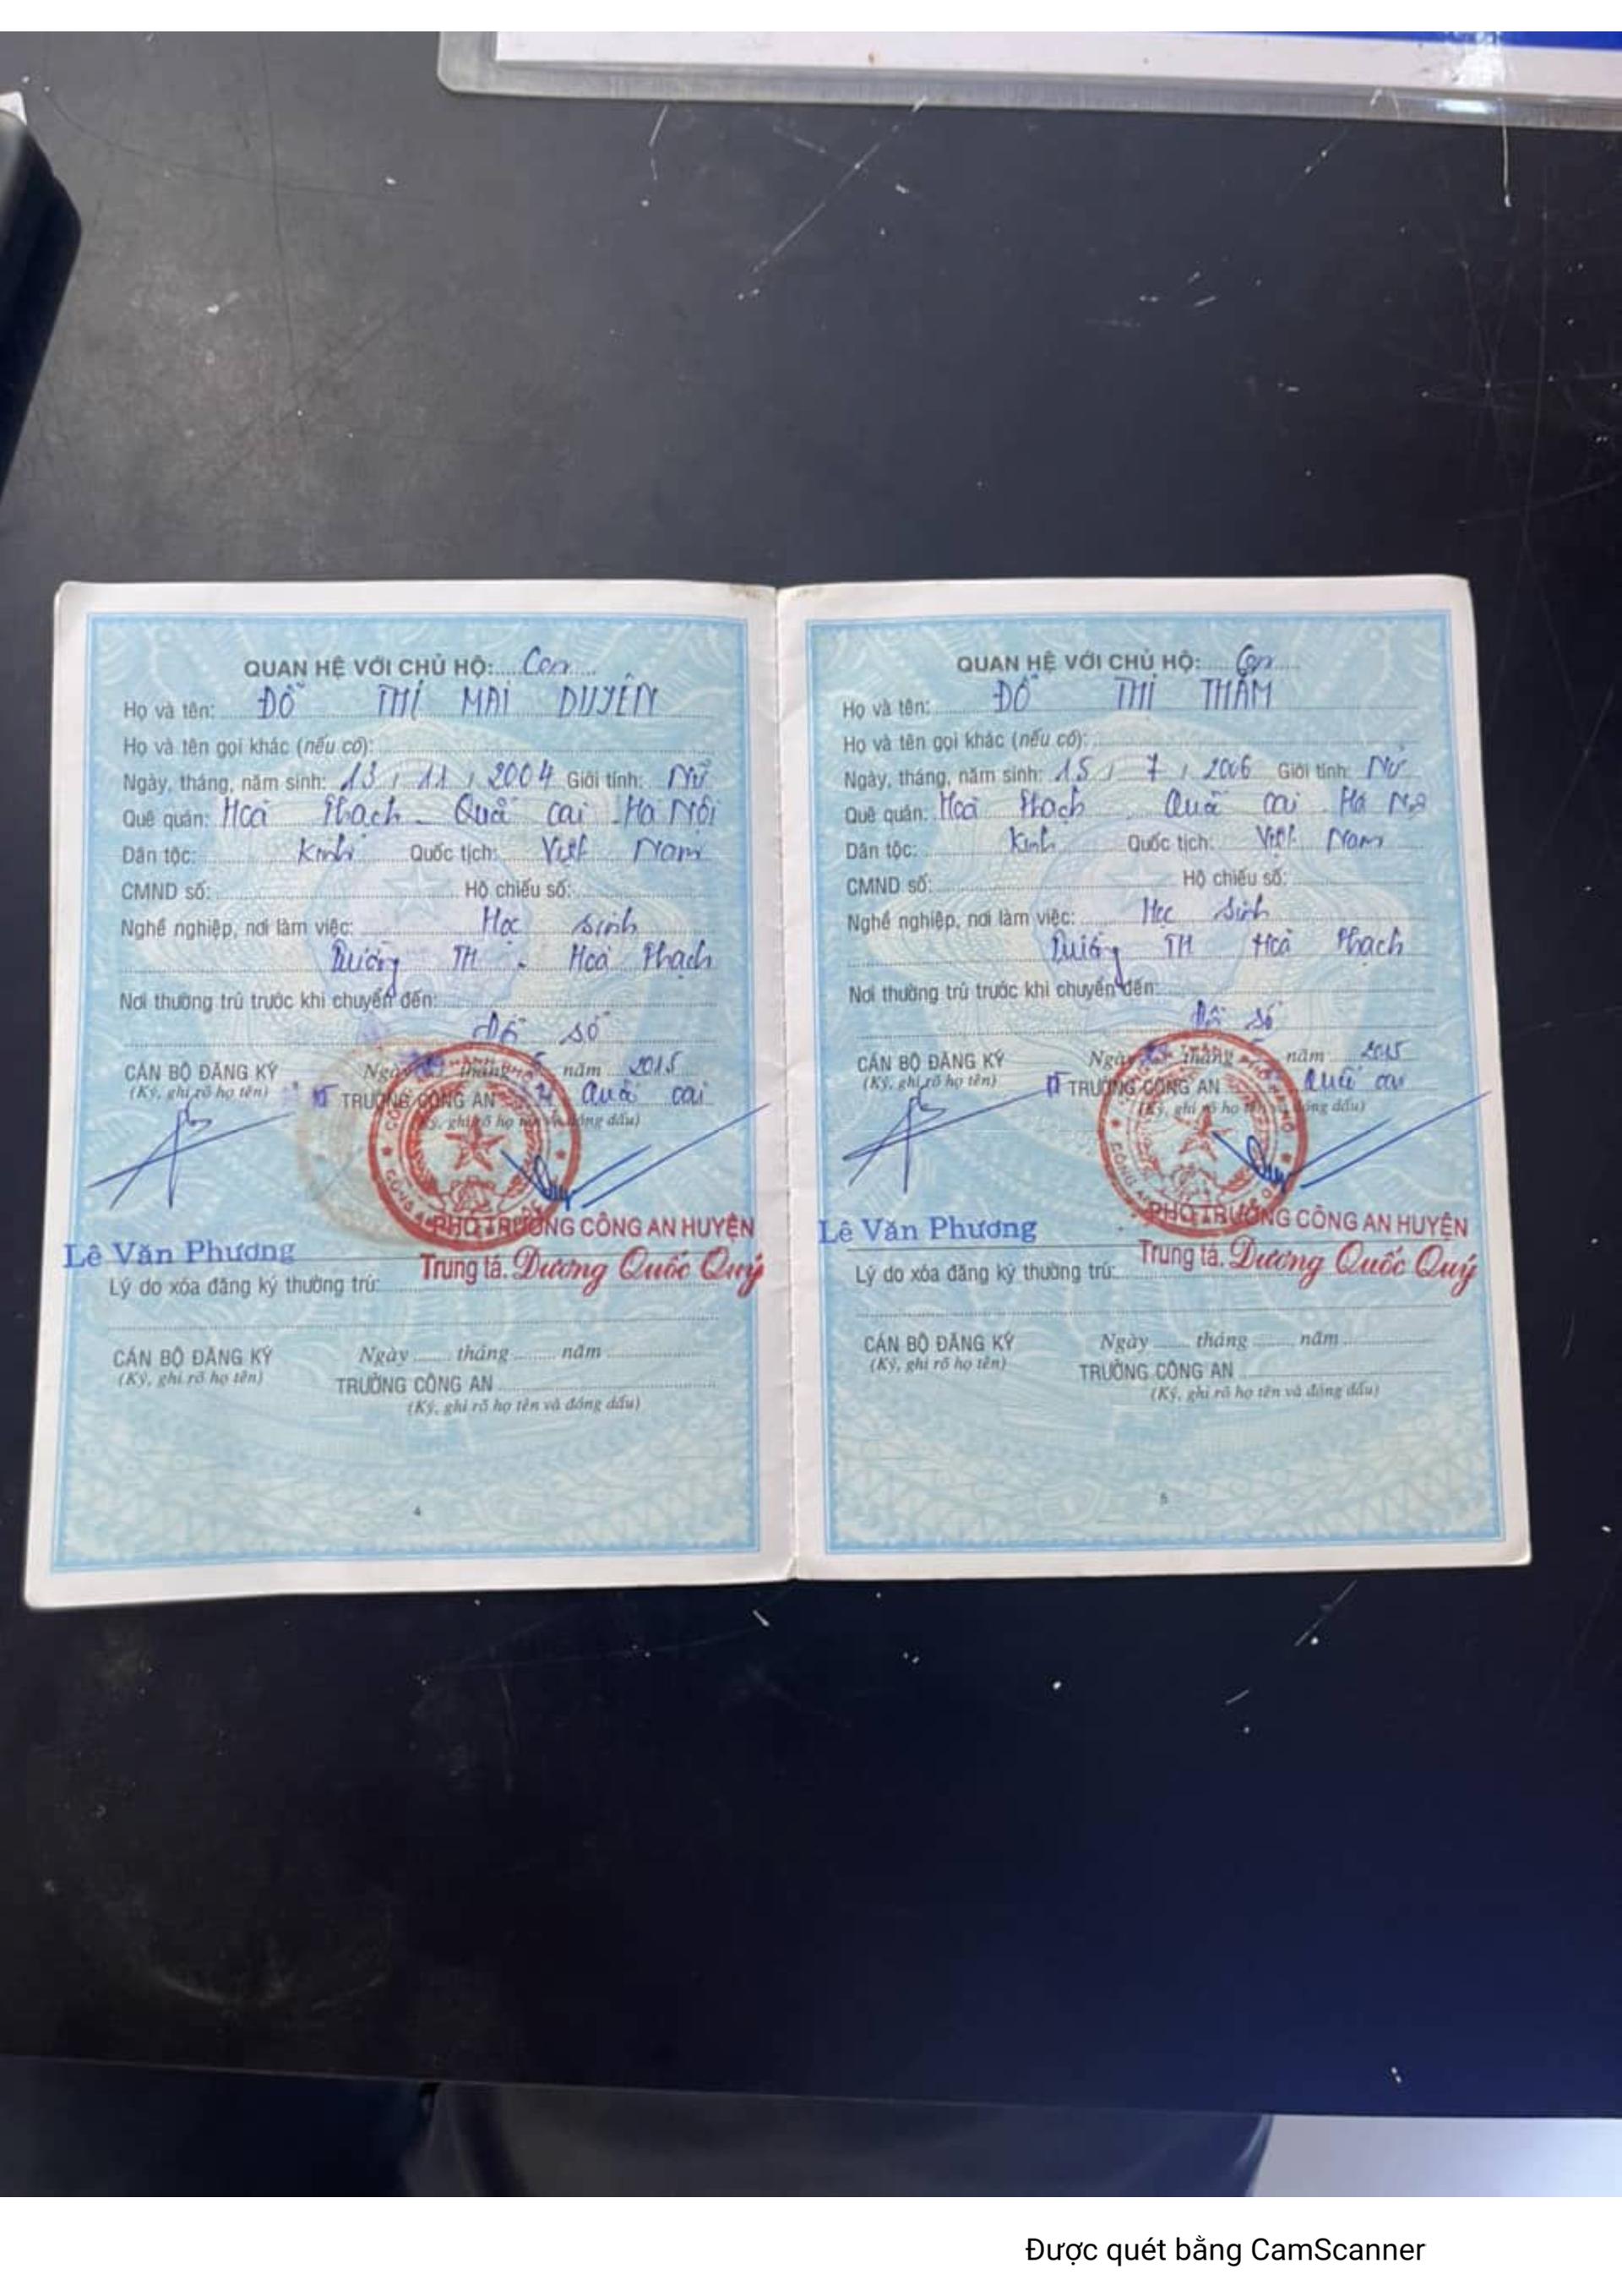 QUAN HỆ VỚI CHỦ HỘ: Con
Họ và tên: ĐỖ THỊ MAI DUYÊN
Họ và tên gọi khác (nếu có):
Ngày, tháng, năm sinh: 13 / 11 / 2004 Giới tính: Nữ
Quê quán: Hoà Thạch - Quốc Oai - Hà Nội
Dân tộc: Kinh Quốc tịch: Việt Nam
CMND số: Hộ chiếu số:
Nghề nghiệp, nơi làm việc: Học sinh
Trường TH - Hoà Thạch
Nơi thường trú trước khi chuyển đến:
số
CÁN BỘ ĐĂNG KÝ Ngày tháng năm 2015
(Ký, ghi rõ họ tên) TRƯỞNG CÔNG AN Quốc Oai
(Ký, ghi rõ họ tên và đóng dấu)
PHÓ TRƯỞNG CÔNG AN HUYỆN
Lê Văn Phương Trung tá. Dương Quốc Quý
Lý do xóa đăng ký thường trú:
CÁN BỘ ĐĂNG KÝ Ngày tháng năm
(Ký, ghi rõ họ tên) TRƯỞNG CÔNG AN
(Ký, ghi rõ họ tên và đóng dấu)
4
QUAN HỆ VỚI CHỦ HỘ: Con
Họ và tên: ĐỖ THỊ THẮM
Họ và tên gọi khác (nếu có):
Ngày, tháng, năm sinh: 15 / 7 / 2006 Giới tính: Nữ
Quê quán: Hoà Thạch Quốc Oai Hà Nội
Dân tộc: Kinh Quốc tịch: Việt Nam
CMND số: Hộ chiếu số:
Nghề nghiệp, nơi làm việc: Học sinh
Trường TH Hoà Thạch
Nơi thường trú trước khi chuyển đến:
số
CÁN BỘ ĐĂNG KÝ Ngày tháng năm 2015
(Ký, ghi rõ họ tên) TRƯỞNG CÔNG AN Quốc Oai
(Ký, ghi rõ họ tên và đóng dấu)
PHÓ TRƯỞNG CÔNG AN HUYỆN
Lê Văn Phương Trung tá. Dương Quốc Quý
Lý do xóa đăng ký thường trú:
CÁN BỘ ĐĂNG KÝ Ngày tháng năm
(Ký, ghi rõ họ tên) TRƯỞNG CÔNG AN
(Ký, ghi rõ họ tên và đóng dấu)
5
Được quét bằng CamScanner